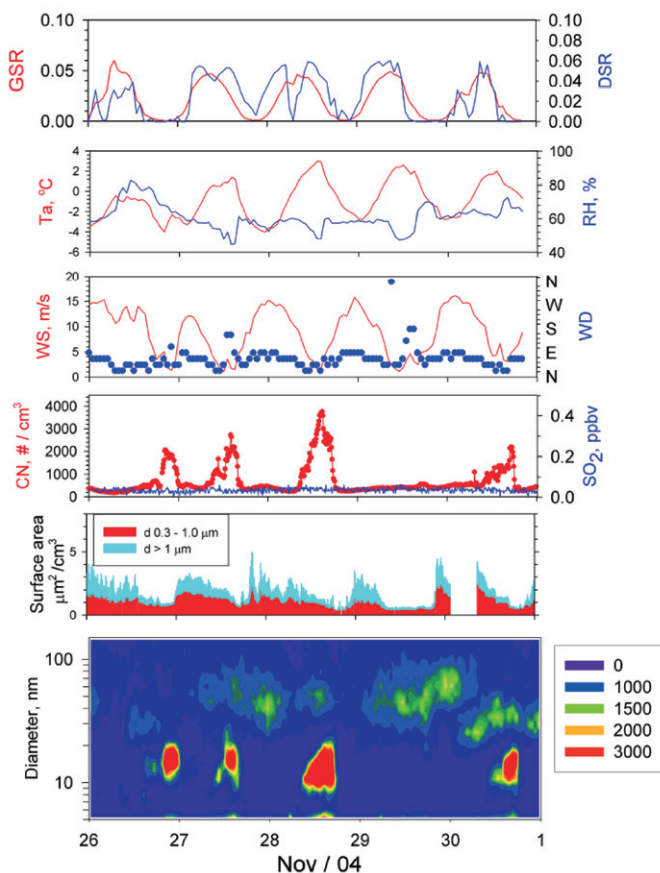 0.10
0.05
0.00
GSR
0.10
0.08
0.06
0.04
0.02
0.00
DSR
4
2
0
-2
-4
-6
Ta, ºC
100
80
60
40
RH, %
20
15
10
5
0
WS, m/s
N
W
S
E
N
WD
4000
3000
2000
1000
0
CN, # / cm³
0.4
0.2
0.0
SO₂, ppbv
d 0.3 - 1.0 μm
d > 1 μm
5
0
Surface area
μm²/cm³
100
10
Diameter, nm
0
1000
1500
2000
3000
26 27 28 29 30 1
Nov / 04